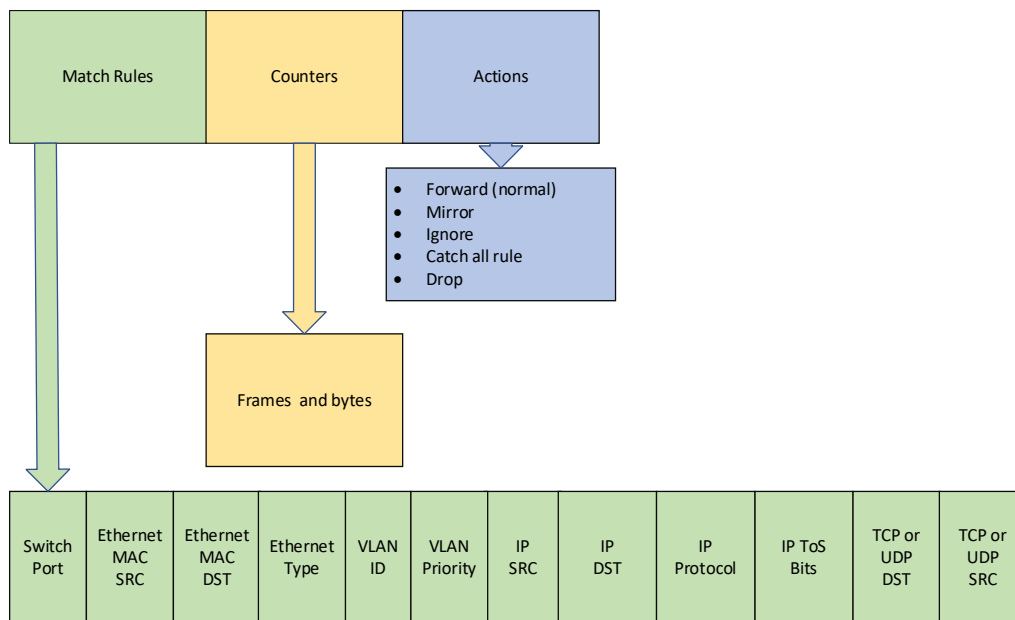 Match Rules
Counters
Actions
• Forward (normal)
• Mirror
• Ignore
• Catch all rule
• Drop
Frames and bytes
Switch
Port
Ethernet
MAC
SRC
Ethernet
MAC
DST
Ethernet
Type
VLAN
ID
VLAN
Priority
IP
SRC
IP
DST
IP
Protocol
IP ToS
Bits
TCP or
UDP
DST
TCP or
UDP
SRC